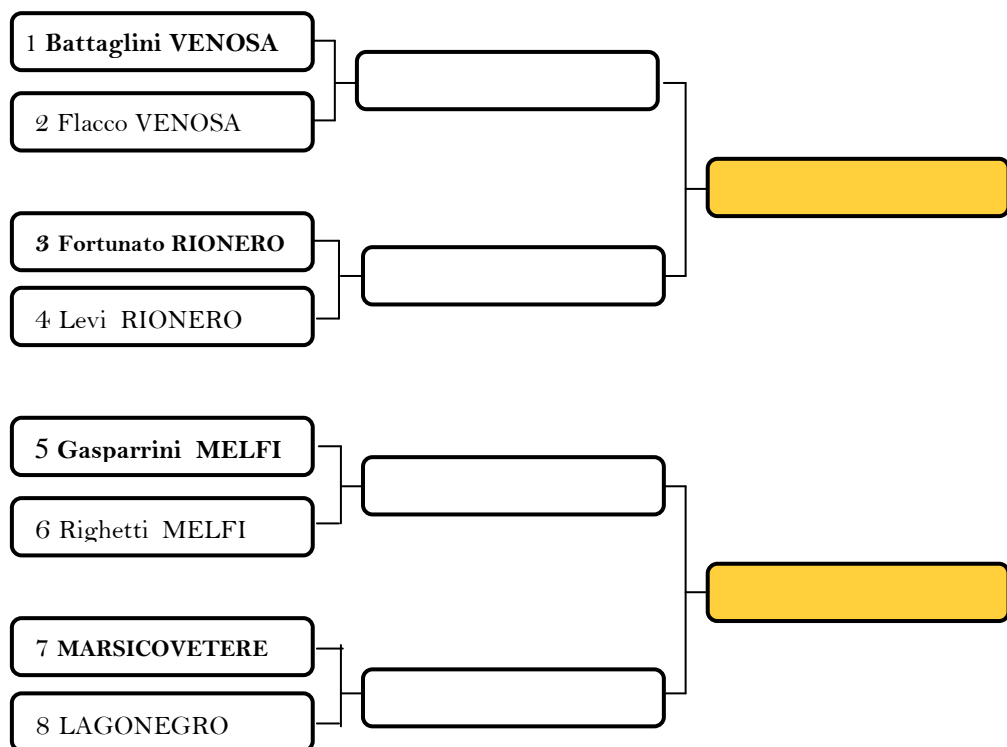 1 Battaglini VENOSA
2 Flacco VENOSA
3 Fortunato RIONERO
4 Levi RIONERO
5 Gasparrini MELFI
6 Righetti MELFI
7 MARSICOVETERE
8 LAGONEGRO